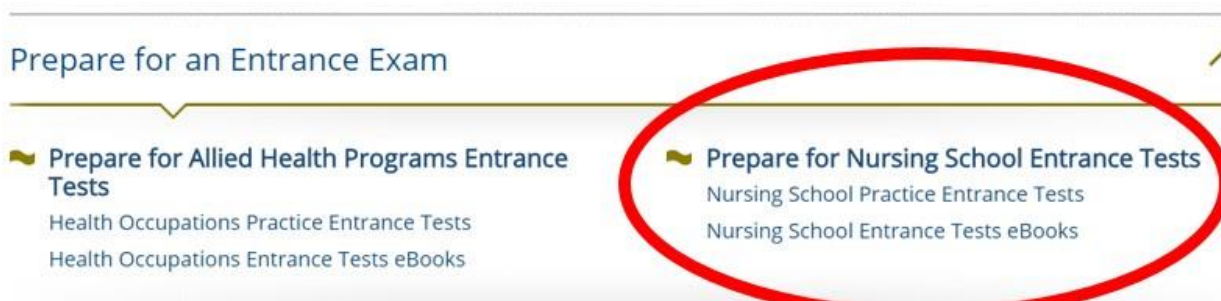 Prepare for an Entrance Exam
Prepare for Allied Health Programs Entrance
Tests
Health Occupations Practice Entrance Tests
Health Occupations Entrance Tests eBooks
Prepare for Nursing School Entrance Tests
Nursing School Practice Entrance Tests
Nursing School Entrance Tests eBooks